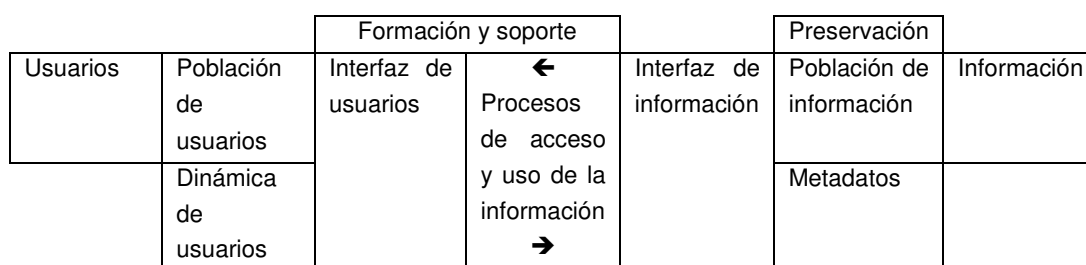 Formación y soporte
Preservación
Usuarios
Población
de
usuarios
Interfaz de
usuarios
🡸
Procesos
de acceso
y uso de la
información
🡺
Interfaz de
información
Población de
información
Información
Dinámica
de
usuarios
Metadatos